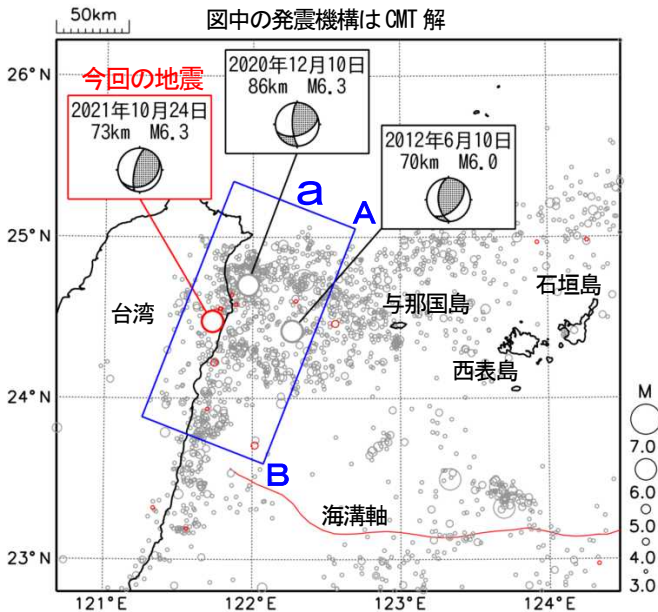 50km
図中の発震機構は CMT 解
26°N
25°N
24°N
23°N
121°E
122°E
123°E
124°E
今回の地震
2021年10月24日
73km M6.3
2020年12月10日
86km M6.3
2012年6月10日
70km M6.0
a
A
B
台湾
与那国島
石垣島
西表島
海溝軸
M
7.0
6.0
5.0
4.0
3.0